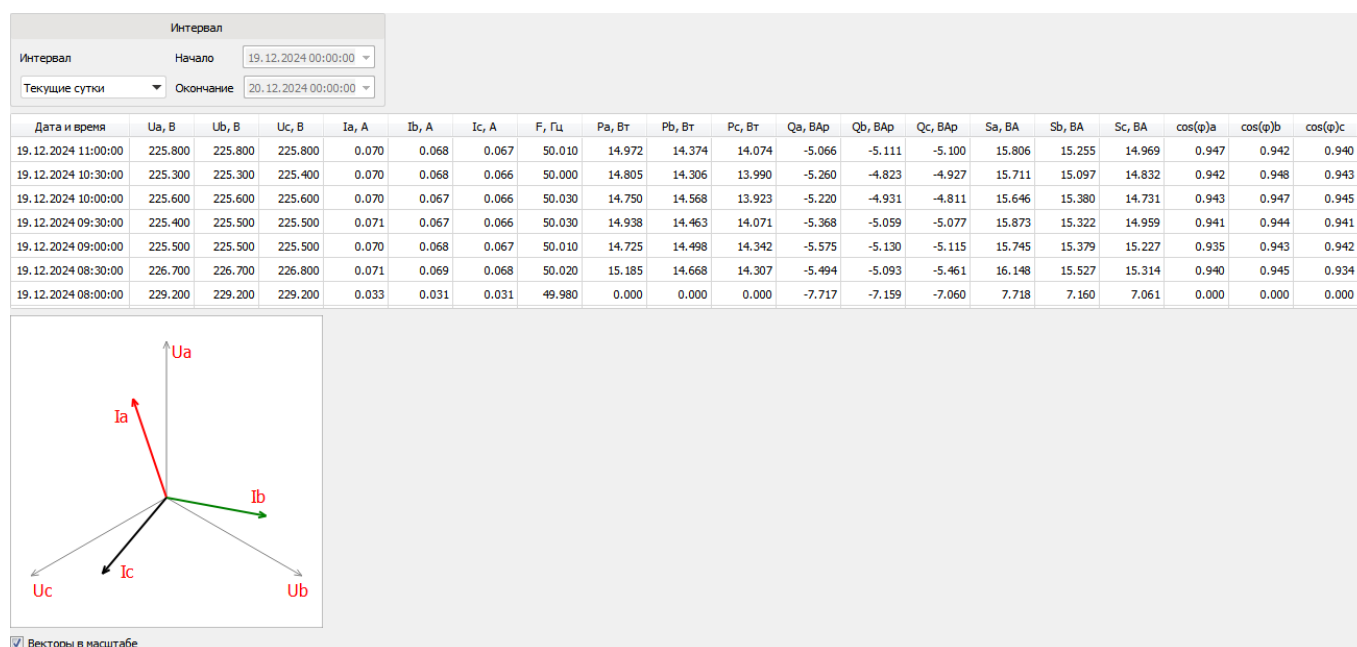 Интервал
Интервал Начало 19.12.2024 00:00:00
Текущие сутки Окончание 20.12.2024 00:00:00
Дата и время Ua, В Ub, В Uc, В Ia, А Ib, А Ic, А F, Гц Pa, Вт Pb, Вт Pc, Вт Qa, ВАр Qb, ВАр Qc, ВАр Sa, ВА Sb, ВА Sc, ВА cos(φ)a cos(φ)b cos(φ)c
19.12.2024 11:00:00 225.800 225.800 225.800 0.070 0.068 0.067 50.010 14.972 14.374 14.074 -5.066 -5.111 -5.100 15.806 15.255 14.969 0.947 0.942 0.940
19.12.2024 10:30:00 225.300 225.300 225.400 0.070 0.068 0.066 50.000 14.805 14.306 13.990 -5.260 -4.823 -4.927 15.711 15.097 14.832 0.942 0.948 0.943
19.12.2024 10:00:00 225.600 225.600 225.600 0.070 0.067 0.066 50.030 14.750 14.568 13.923 -5.220 -4.931 -4.811 15.646 15.380 14.731 0.943 0.947 0.945
19.12.2024 09:30:00 225.400 225.500 225.500 0.071 0.067 0.066 50.030 14.938 14.463 14.071 -5.368 -5.059 -5.077 15.873 15.322 14.959 0.941 0.944 0.941
19.12.2024 09:00:00 225.500 225.500 225.500 0.070 0.068 0.067 50.010 14.725 14.498 14.342 -5.575 -5.130 -5.115 15.745 15.379 15.227 0.935 0.943 0.942
19.12.2024 08:30:00 226.700 226.700 226.800 0.071 0.069 0.068 50.020 15.185 14.668 14.307 -5.494 -5.093 -5.461 16.148 15.527 15.314 0.940 0.945 0.934
19.12.2024 08:00:00 229.200 229.200 229.200 0.033 0.031 0.031 49.980 0.000 0.000 0.000 -7.717 -7.159 -7.060 7.718 7.160 7.061 0.000 0.000 0.000
Ua
Ia
Ib
Ic
Uc Ub
Векторы в масштабе